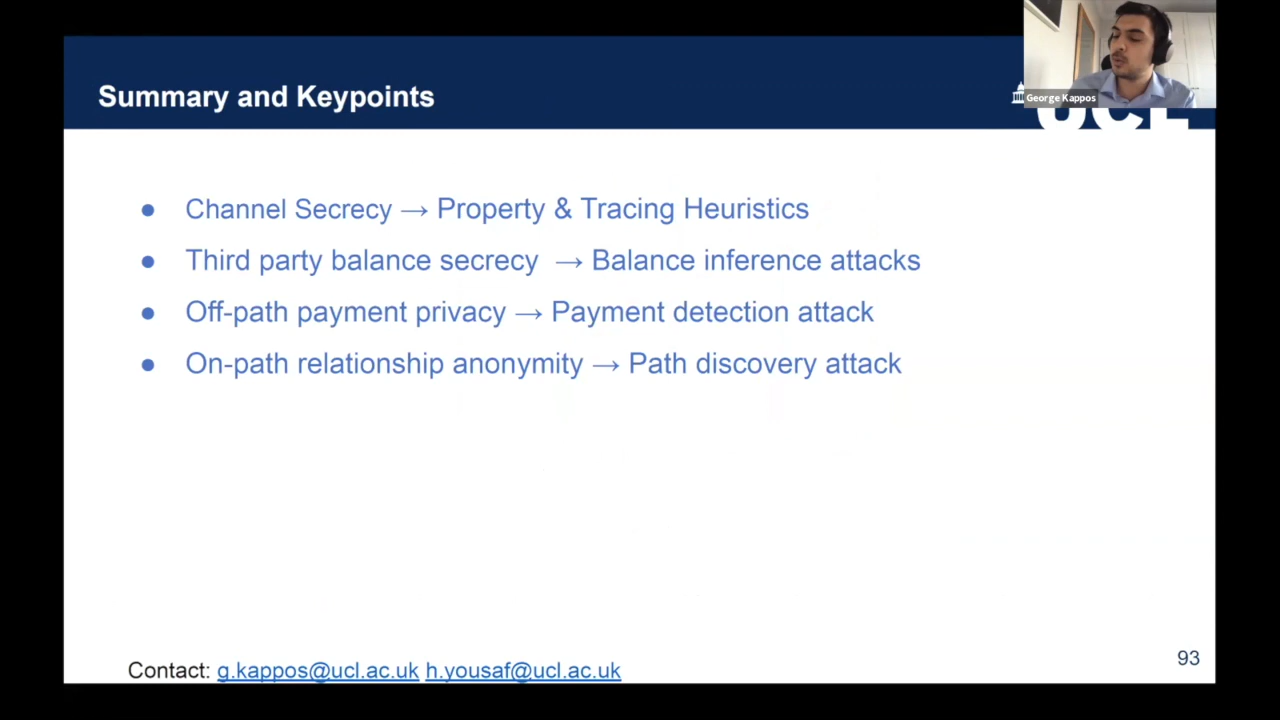 Summary and Keypoints
George Kappos
UCL
● Channel Secrecy → Property & Tracing Heuristics
● Third party balance secrecy → Balance inference attacks
● Off-path payment privacy → Payment detection attack
● On-path relationship anonymity → Path discovery attack
93
Contact: g.kappos@ucl.ac.uk h.yousaf@ucl.ac.uk